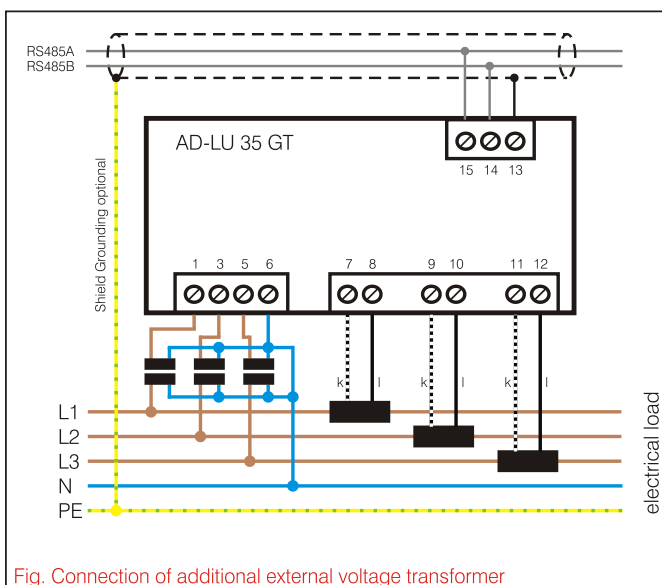 RS485A
RS485B
AD-LU 35 GT
15 14 13
Shield Grounding optional
1 3 5 6 7 8 9 10 11 12
k l k l k l
L1
L2
L3
N
PE
electrical load
Fig. Connection of additional external voltage transformer